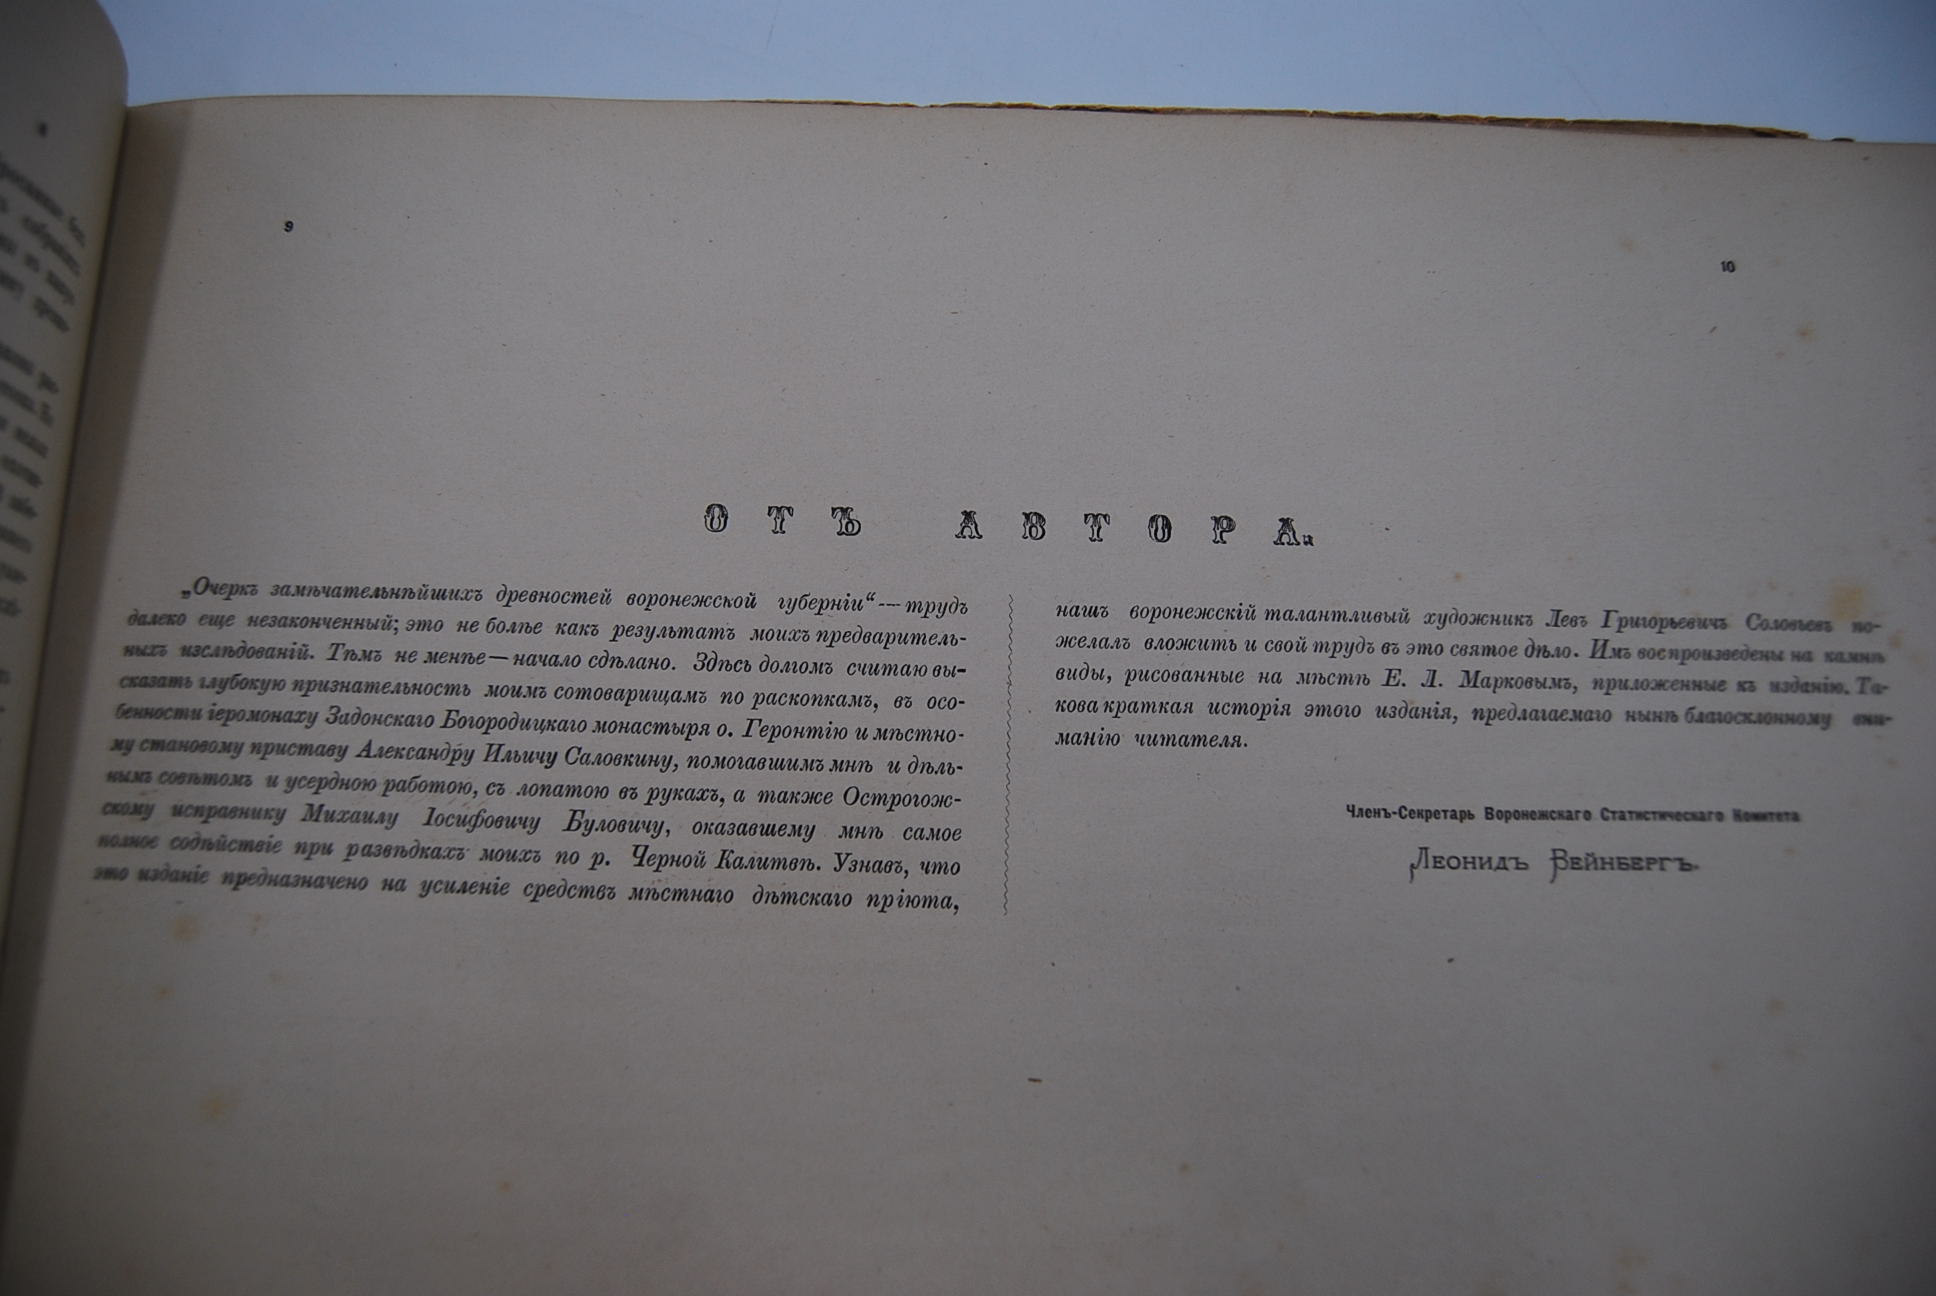 9
10
ОТЪ АВТОРА.
„Очеркъ замѣчательнѣйшихъ древностей воронежской губерніи“ — трудъ
далеко еще незаконченный; это не болѣе какъ результатъ моихъ предваритель-
ныхъ изслѣдованій. Тѣмъ не менѣе — начало сдѣлано. Здѣсь долгомъ считаю вы-
сказать глубокую признательность моимъ сотоварищамъ по раскопкамъ, въ осо-
бенности іеромонаху Задонскаго Богородицкаго монастыря о. Геронтію и мѣстно-
му становому приставу Александру Ильичу Саловкину, помогавшимъ мнѣ и дѣль-
нымъ совѣтомъ и усердною работою, съ лопатою въ рукахъ, а также Острогож-
скому исправнику Михаилу Іосифовичу Буловичу, оказавшему мнѣ самое
полное содѣйствіе при развѣдкахъ моихъ по р. Черной Калитвѣ. Узнавъ, что
это изданіе предназначено на усиленіе средствъ мѣстнаго дѣтскаго пріюта,
нашъ воронежскій талантливый художникъ Левъ Григорьевичъ Соловьевъ по-
желалъ вложить и свой трудъ въ это святое дѣло. Имъ воспроизведены на камнѣ
виды, рисованные на мѣстѣ Е. Л. Марковымъ, приложенные къ изданію. Та-
кова краткая исторія этого изданія, предлагаемаго нынѣ благосклонному вни-
манію читателя.
Членъ-Секретарь Воронежскаго Статистическаго Комитета
Леонидъ Вейнбергъ.